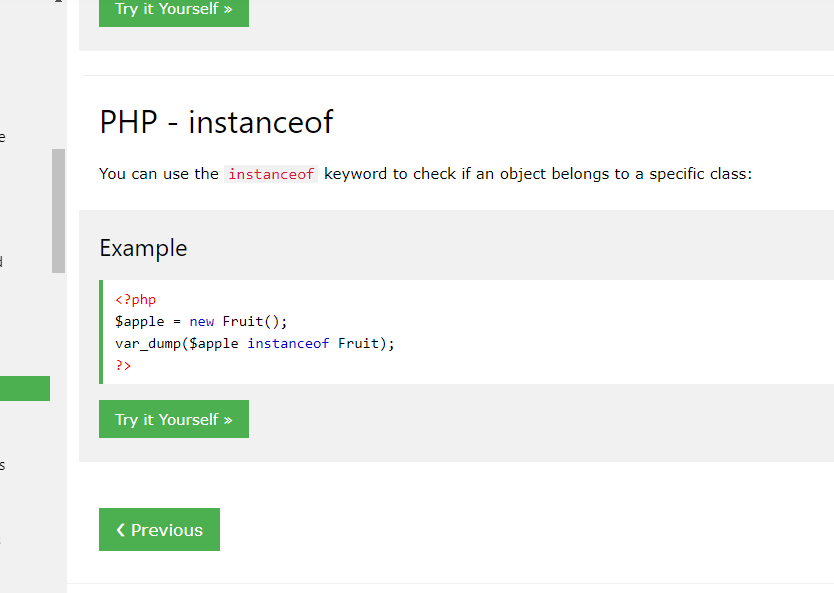 Try it Yourself »
PHP - instanceof
You can use the instanceof keyword to check if an object belongs to a specific class:
Example
<?php
$apple = new Fruit();
var_dump($apple instanceof Fruit);
?>
Try it Yourself »
❮ Previous